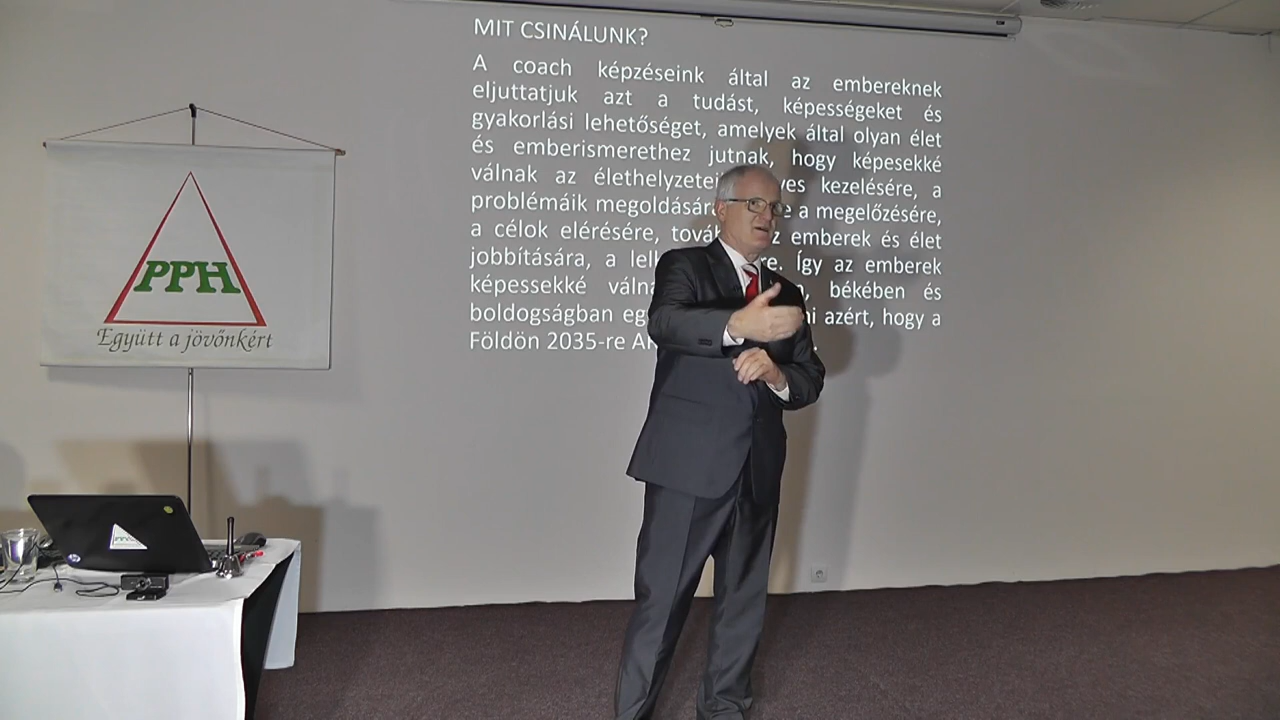 MIT CSINÁLUNK?
A coach képzéseink által az embereknek
eljuttatjuk azt a tudást, képességeket és
gyakorlási lehetőséget, amelyek által olyan élet
és emberismerethez jutnak, hogy képesekké
válnak az kezelésére, a
problémáik a megelőzésére,
a célok elérésére, emberek és élet
jobbítására, a Így az emberek
képessekké békében és
boldogságban azért, hogy a
Földön 2035-re
PPH
Együtt a jövőnkért